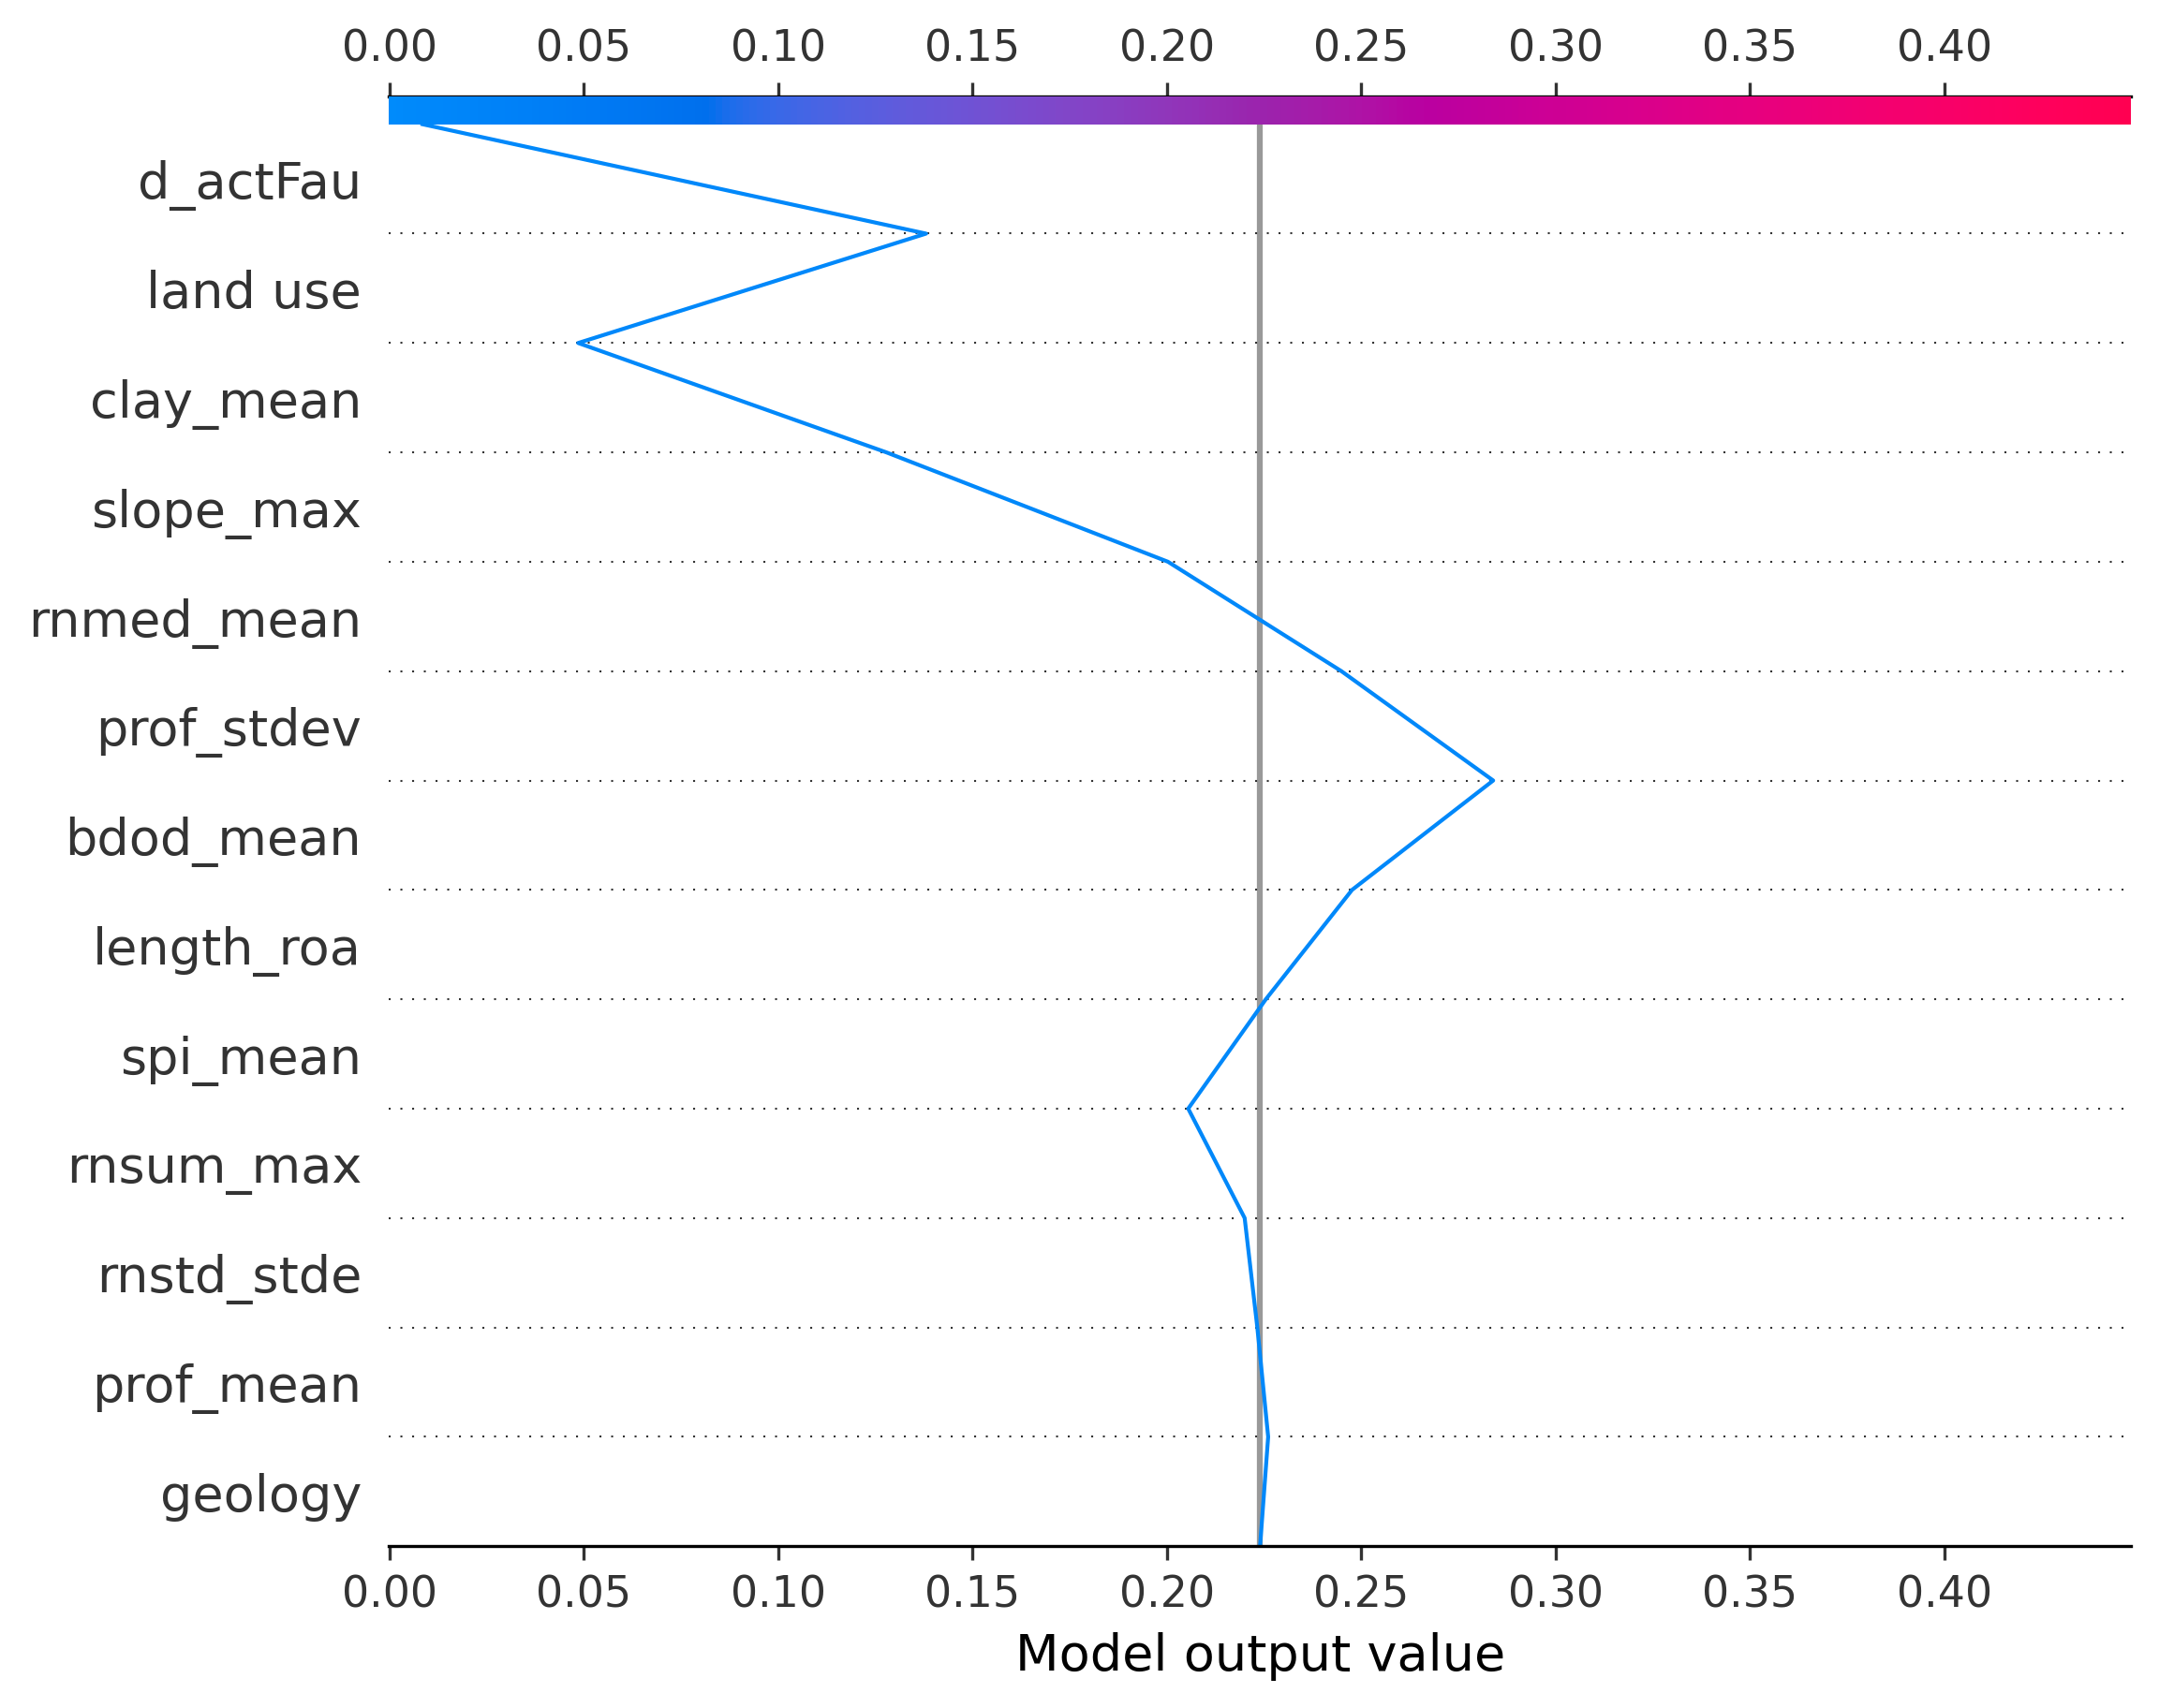 0.00 0.05 0.10 0.15 0.20 0.25 0.30 0.35 0.40
d_actFau
land use
clay_mean
slope_max
rnmed_mean
prof_stdev
bdod_mean
length_roa
spi_mean
rnsum_max
rnstd_stde
prof_mean
geology
0.00 0.05 0.10 0.15 0.20 0.25 0.30 0.35 0.40
Model output value